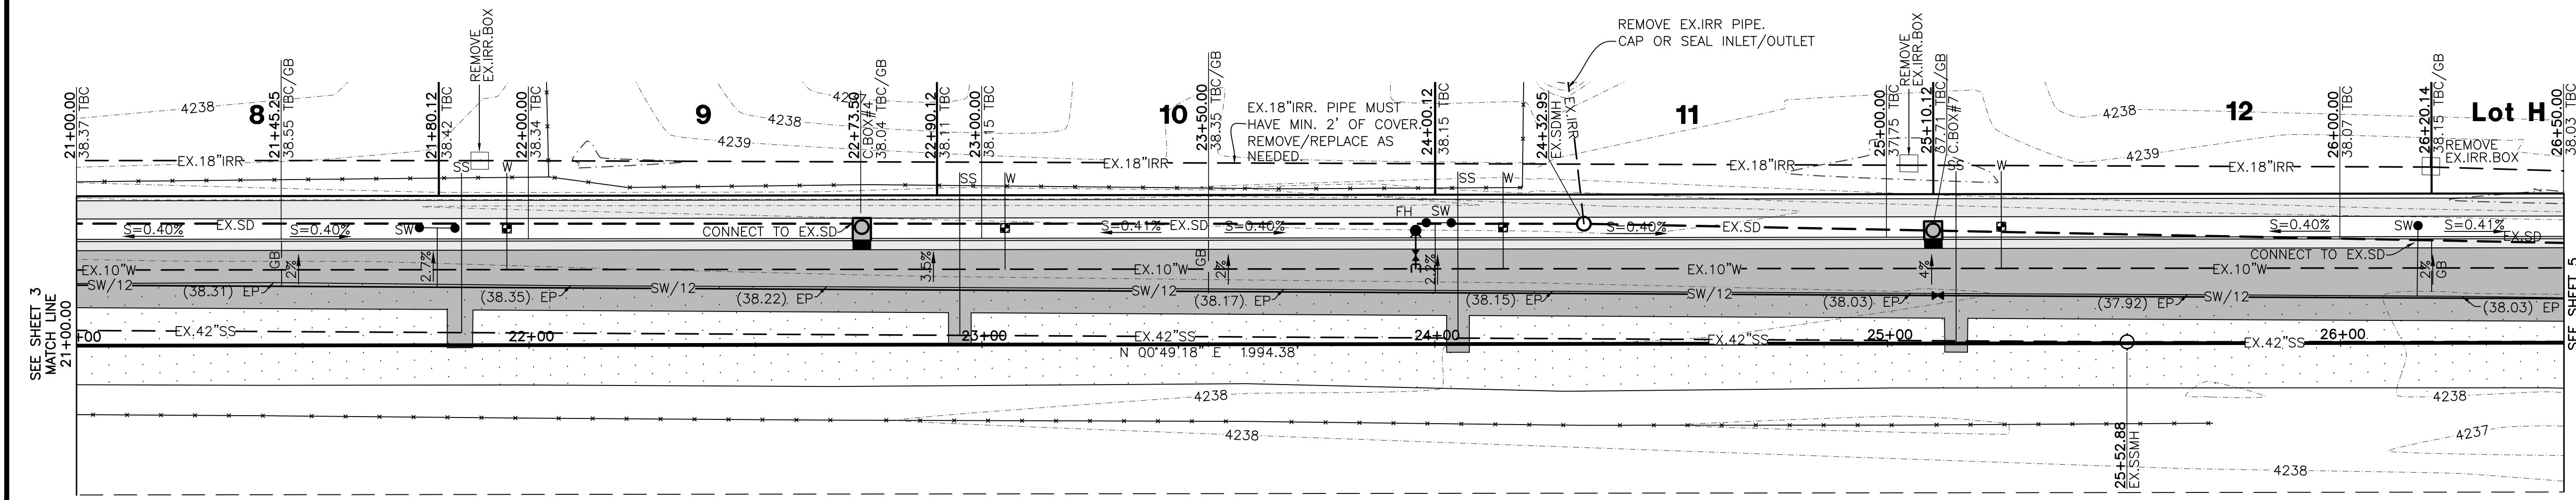 REMOVE
EX.IRR.BOX
REMOVE EX.IRR PIPE.
CAP OR SEAL INLET/OUTLET
REMOVE
EX.IRR.BOX
21+00.00
38.37 TBC
4238
8
21+45.25
38.55 TBC/GB
21+80.12
38.42 TBC
22+00.00
38.34 TBC
9
4239
4238
22+73.50
C.BOX#4
38.04 TBC/GB
22+90.12
38.11 TBC
23+00.00
38.15 TBC
10
23+50.00
38.35 TBC/GB
EX.18"IRR. PIPE MUST
HAVE MIN. 2' OF COVER.
REMOVE/REPLACE AS
NEEDED.
24+00.12
38.15 TBC
24+32.95
EX.SDMH
EX.IRR
11
25+00.00
37.75 TBC
25+10.12
37.71 TBC/GB
C.BOX#7
4238
12
4239
26+00.00
38.07 TBC
26+20.14
38.15 TBC/GB
Lot H
REMOVE
EX.IRR.BOX
26+50.00
38.03 TBC
EX.18"IRR
EX.18"IRR
EX.18"IRR
EX.18"IRR
SS
W
SS
W
SS
W
SS
W
S=0.40%
EX.SD
S=0.40%
SW
CONNECT TO EX.SD
S=0.41%
EX.SD
S=0.40%
FH
SW
S=0.40%
EX.SD
S=0.40%
SW
S=0.41%
EX.SD
CONNECT TO EX.SD
EX.10"W
GB
2%
2.7%
3.5%
EX.10"W
GB
2%
2.2%
EX.10"W
4%
EX.10"W
2%
GB
SW/12
(38.31) EP
(38.35) EP
SW/12
(38.22) EP
SW/12
(38.17) EP
(38.15) EP
SW/12
(38.03) EP
(37.92) EP
SW/12
(38.03) EP
SEE SHEET 3
MATCH LINE
21+00.00
EX.42"SS
EX.42"SS
EX.42"SS
EX.42"SS
+00
22+00
23+00
24+00
25+00
26+00
N 00°49.18" E 1994.38'
SEE SHEET 5
4238
4238
4238
4237
4238
25+52.88
EX.SSMH